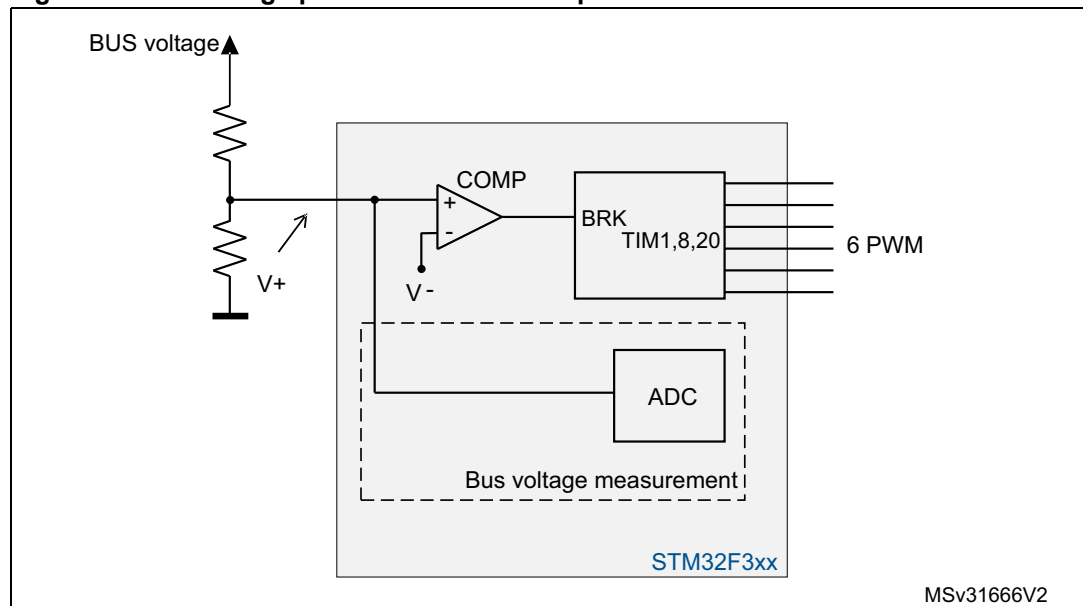 BUS voltage
COMP
+
-
BRK
TIM1,8,20
6 PWM
V+
V -
ADC
Bus voltage measurement
STM32F3xx
MSv31666V2